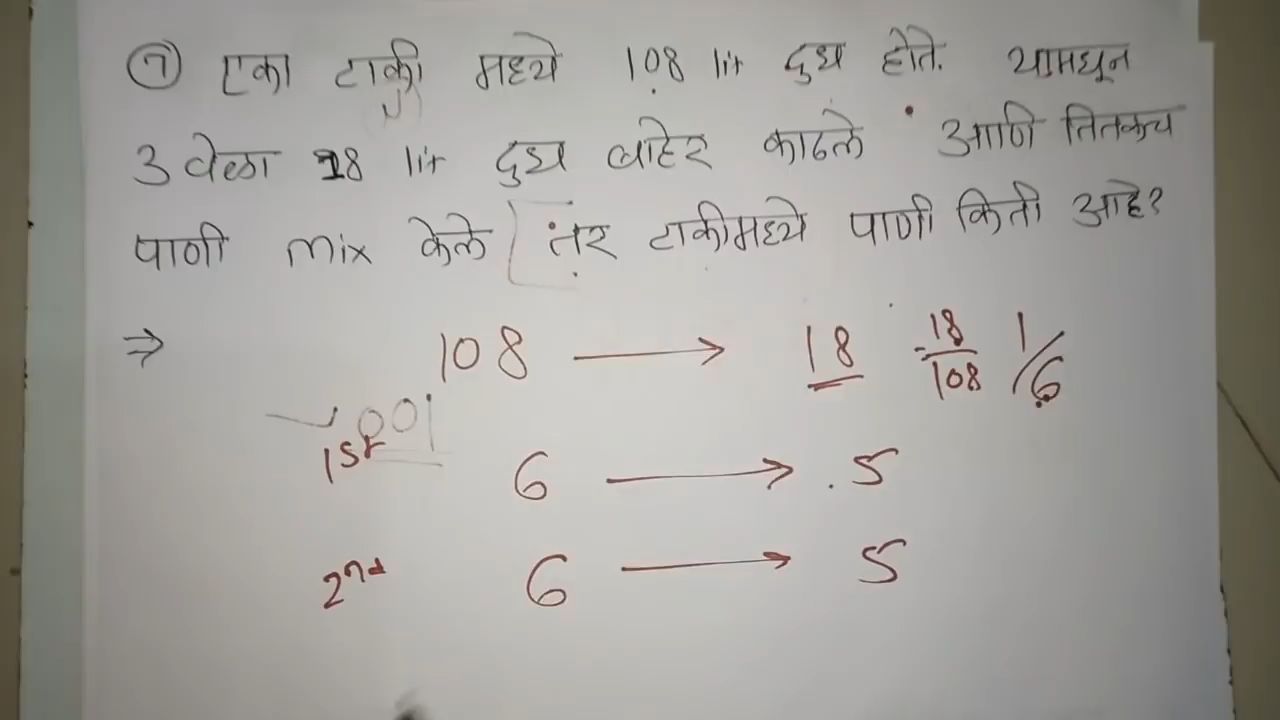 १ एका टाकी मध्ये 108 lit दुध होते. यामधून
3 वेळा 18 lit दुध बाहेर काढले आणि तितकच
पाणी mix केले तर टाकीमध्ये पाणी किती आहे?
⇒ 108 → 18 18/108 1/6
1st 6 → 5
2nd 6 → 5